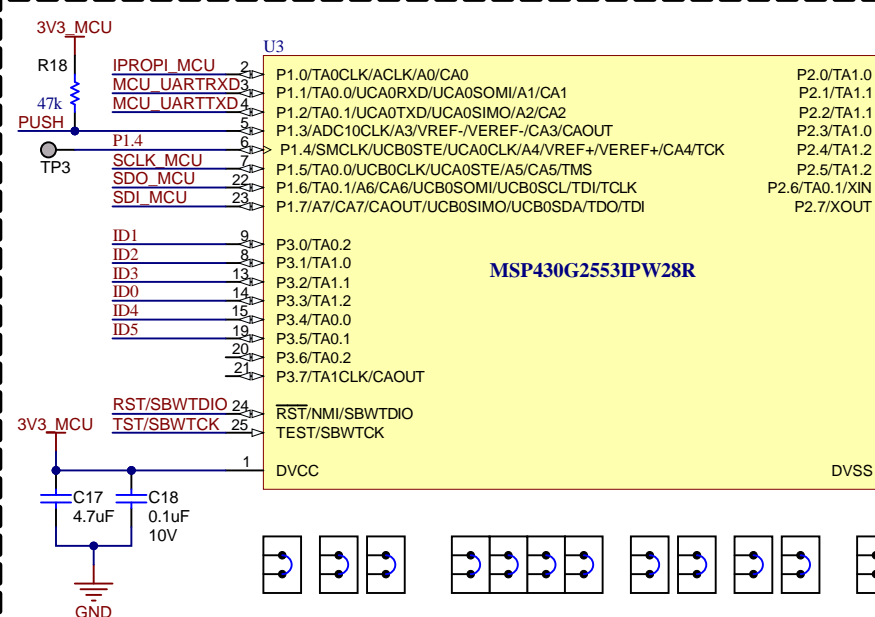 3V3_MCU
U3
R18
47k
PUSH
TP3
IPROPI_MCU 2 P1.0/TA0CLK/ACLK/A0/CA0 P2.0/TA1.0
MCU_UARTRXD 3 P1.1/TA0.0/UCA0RXD/UCA0SOMI/A1/CA1 P2.1/TA1.1
MCU_UARTTXD 4 P1.2/TA0.1/UCA0TXD/UCA0SIMO/A2/CA2 P2.2/TA1.1
5 P1.3/ADC10CLK/A3/VREF-/VEREF-/CA3/CAOUT P2.3/TA1.0
P1.4 6 P1.4/SMCLK/UCB0STE/UCA0CLK/A4/VREF+/VEREF+/CA4/TCK P2.4/TA1.2
SCLK_MCU 7 P1.5/TA0.0/UCB0CLK/UCA0STE/A5/CA5/TMS P2.5/TA1.2
SDO_MCU 22 P1.6/TA0.1/A6/CA6/UCB0SOMI/UCB0SCL/TDI/TCLK P2.6/TA0.1/XIN
SDI_MCU 23 P1.7/A7/CA7/CAOUT/UCB0SIMO/UCB0SDA/TDO/TDI P2.7/XOUT
ID1 9 P3.0/TA0.2
ID2 8 P3.1/TA1.0
ID3 13 P3.2/TA1.1
ID0 14 P3.3/TA1.2
ID4 15 P3.4/TA0.0
ID5 19 P3.5/TA0.1
20 P3.6/TA0.2
21 P3.7/TA1CLK/CAOUT
MSP430G2553IPW28R
RST/SBWTDIO 24 RST/NMI/SBWTDIO
TST/SBWTCK 25 TEST/SBWTCK
3V3_MCU
1 DVCC DVSS
C17
4.7uF
C18
0.1uF
10V
GND